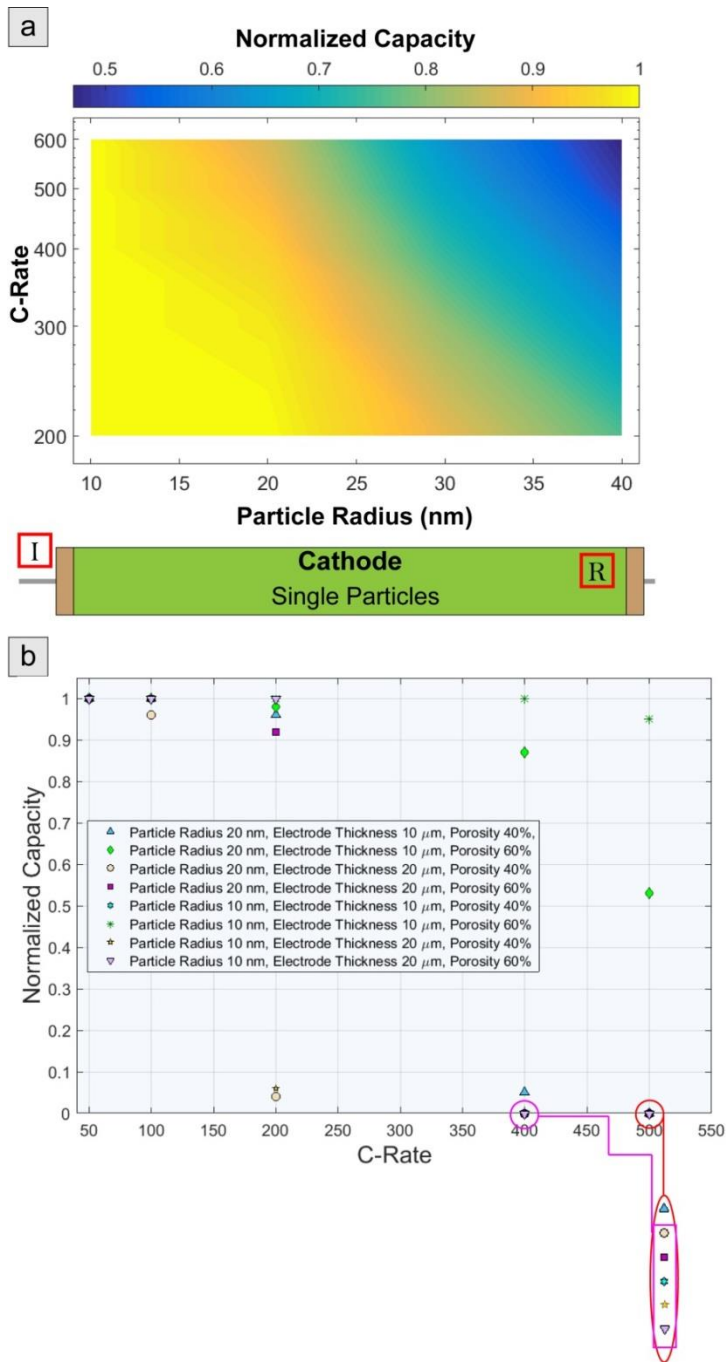 a
Normalized Capacity
0.5 0.6 0.7 0.8 0.9 1
600
500
400
300
200
C-Rate
10 15 20 25 30 35 40
Particle Radius (nm)
I
Cathode
R
Single Particles
b
1
0.9
0.8
0.7
0.6
0.5
0.4
0.3
0.2
0.1
0
Normalized Capacity
Particle Radius 20 nm, Electrode Thickness 10 μm, Porosity 40%,
Particle Radius 20 nm, Electrode Thickness 10 μm, Porosity 60%
Particle Radius 20 nm, Electrode Thickness 20 μm, Porosity 40%
Particle Radius 20 nm, Electrode Thickness 20 μm, Porosity 60%
Particle Radius 10 nm, Electrode Thickness 10 μm, Porosity 40%
Particle Radius 10 nm, Electrode Thickness 10 μm, Porosity 60%
Particle Radius 10 nm, Electrode Thickness 20 μm, Porosity 40%
Particle Radius 10 nm, Electrode Thickness 20 μm, Porosity 60%
50 100 150 200 250 300 350 400 450 500 550
C-Rate